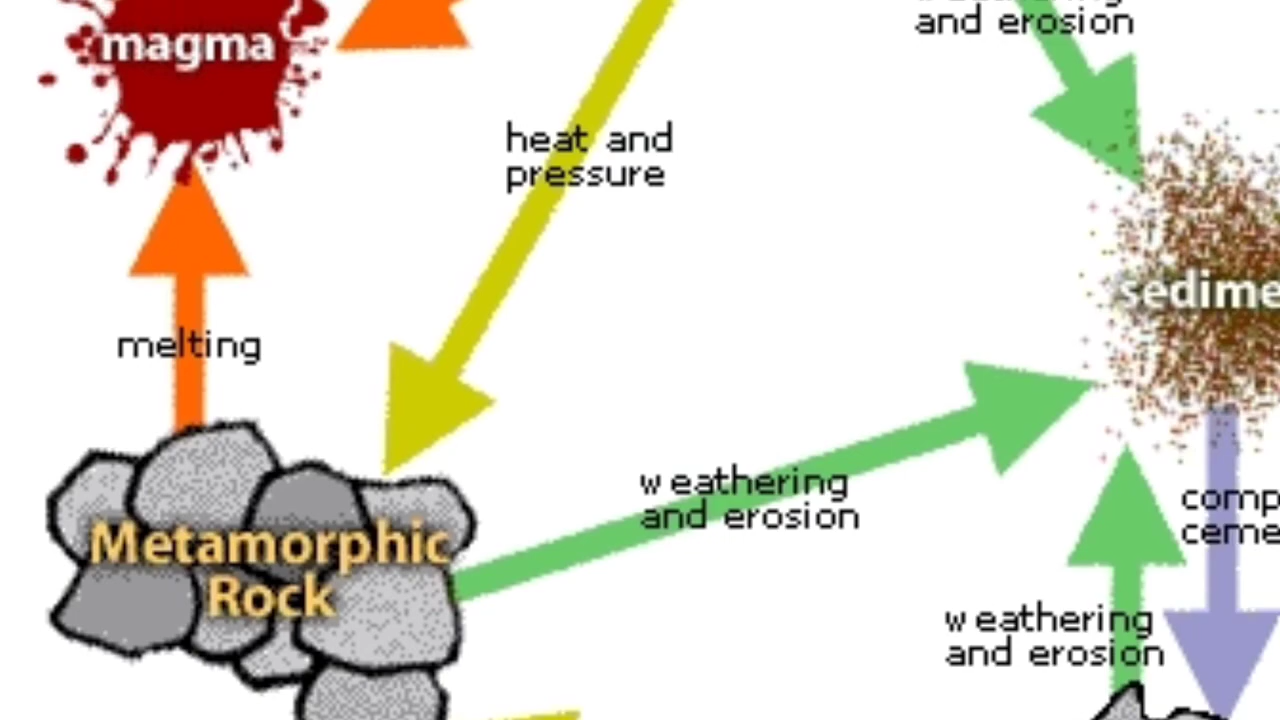 and erosion
magma
heat and
pressure
melting
weathering
and erosion
Metamorphic
Rock
weathering
and erosion